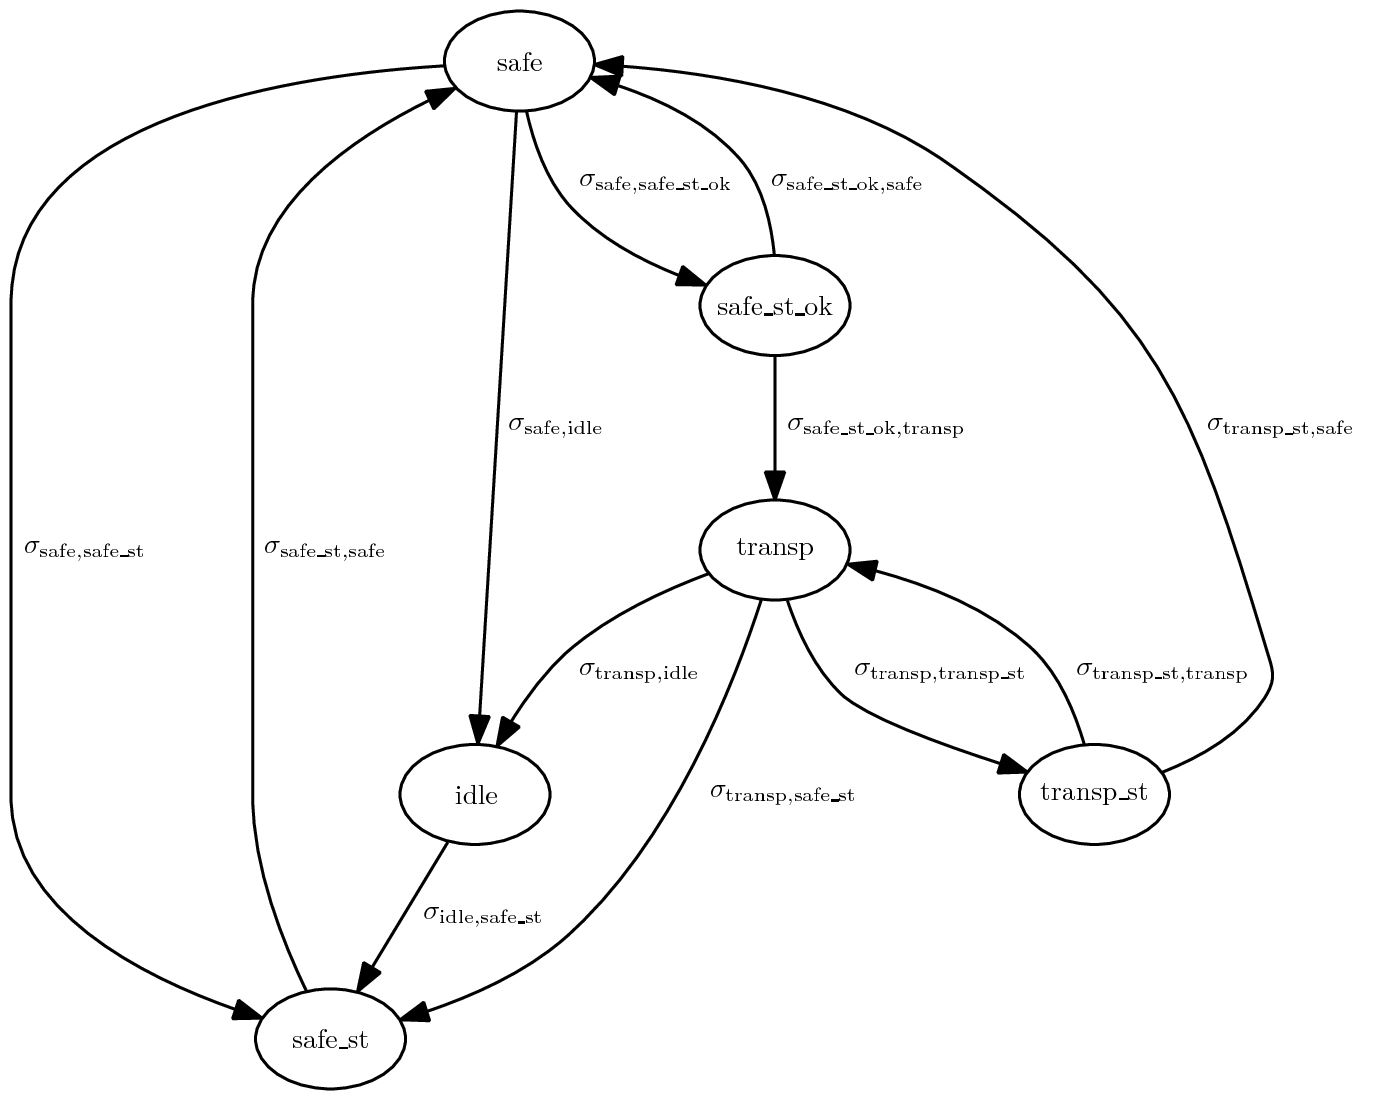 safe
σsafe,safe_st_ok
σsafe_st_ok,safe
safe_st_ok
σsafe,idle
σsafe_st_ok,transp
σtransp_st,safe
σsafe,safe_st
σsafe_st,safe
transp
σtransp,idle
σtransp,transp_st
σtransp_st,transp
idle
σtransp,safe_st
transp_st
σidle,safe_st
safe_st